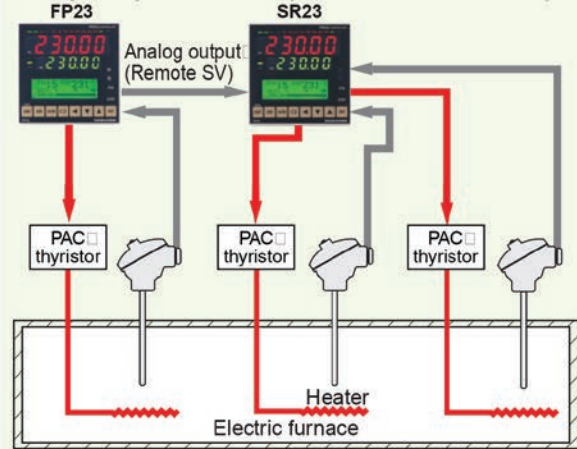 FP23
SR23
230.00
230.00
230.00
230.00
Analog output
(Remote SV)
PAC
thyristor
PAC
thyristor
PAC
thyristor
Heater
Electric furnace